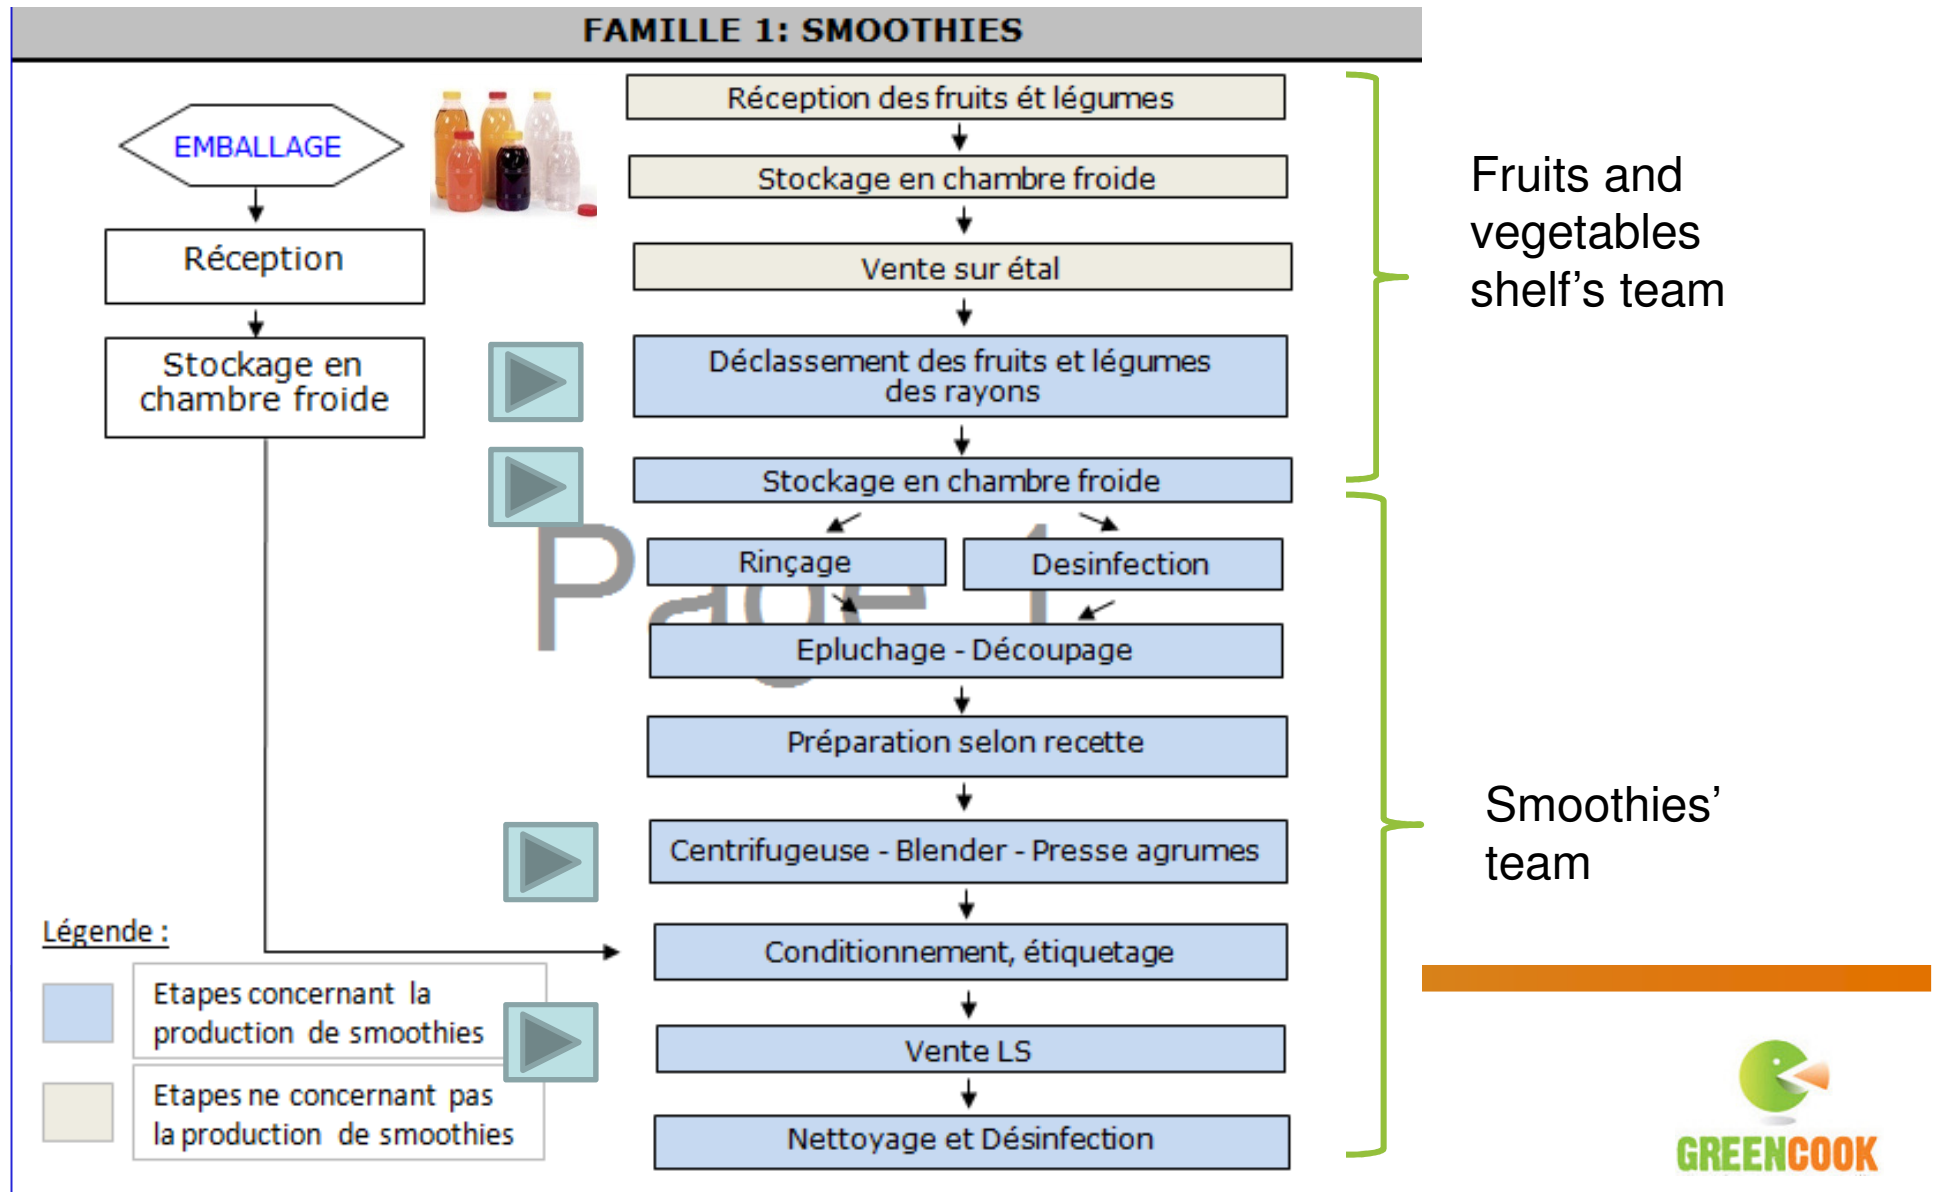 FAMILLE 1: SMOOTHIES
EMBALLAGE
Réception
Stockage en
chambre froide
Réception des fruits ét légumes
Stockage en chambre froide
Vente sur étal
Déclassement des fruits et légumes
des rayons
Stockage en chambre froide
Rinçage
Desinfection
Page 1
Epluchage - Découpage
Préparation selon recette
Centrifugeuse - Blender - Presse agrumes
Conditionnement, étiquetage
Vente LS
Nettoyage et Désinfection
Légende :
Etapes concernant la
production de smoothies
Etapes ne concernant pas
la production de smoothies
Fruits and
vegetables
shelf’s team
Smoothies’
team
GREENCOOK